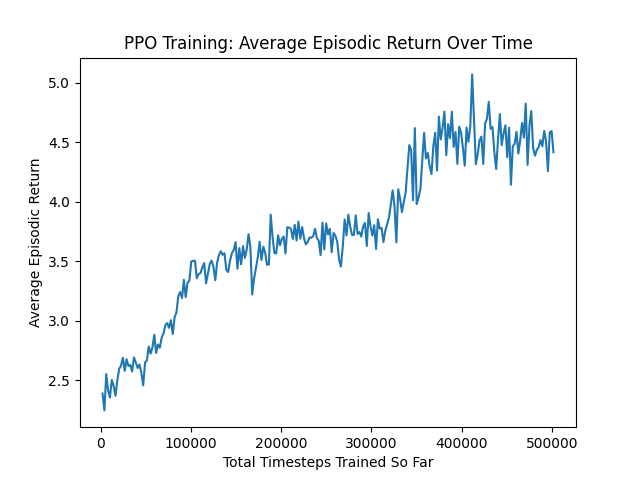 PPO Training: Average Episodic Return Over Time
5.0
4.5
4.0
3.5
3.0
2.5
Average Episodic Return
0 100000 200000 300000 400000 500000
Total Timesteps Trained So Far